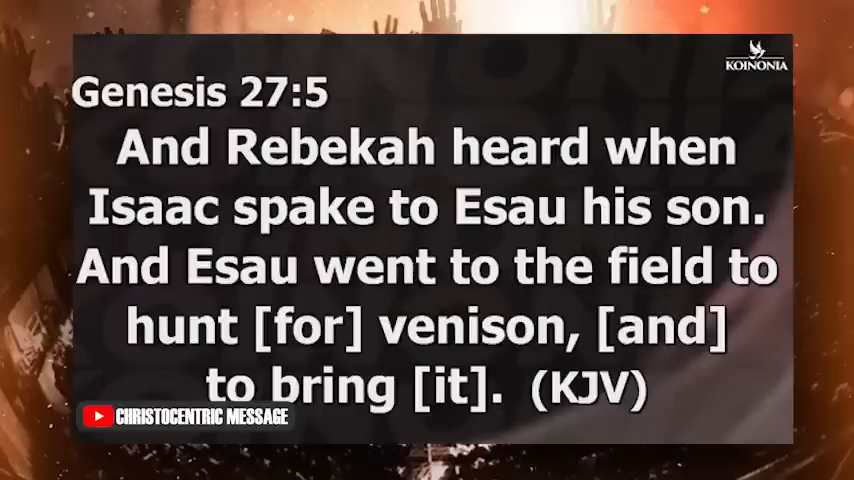 KOINONIA
Genesis 27:5
And Rebekah heard when
Isaac spake to Esau his son.
And Esau went to the field to
hunt [for] venison, [and]
to bring [it]. (KJV)
CHRISTOCENTRIC MESSAGE